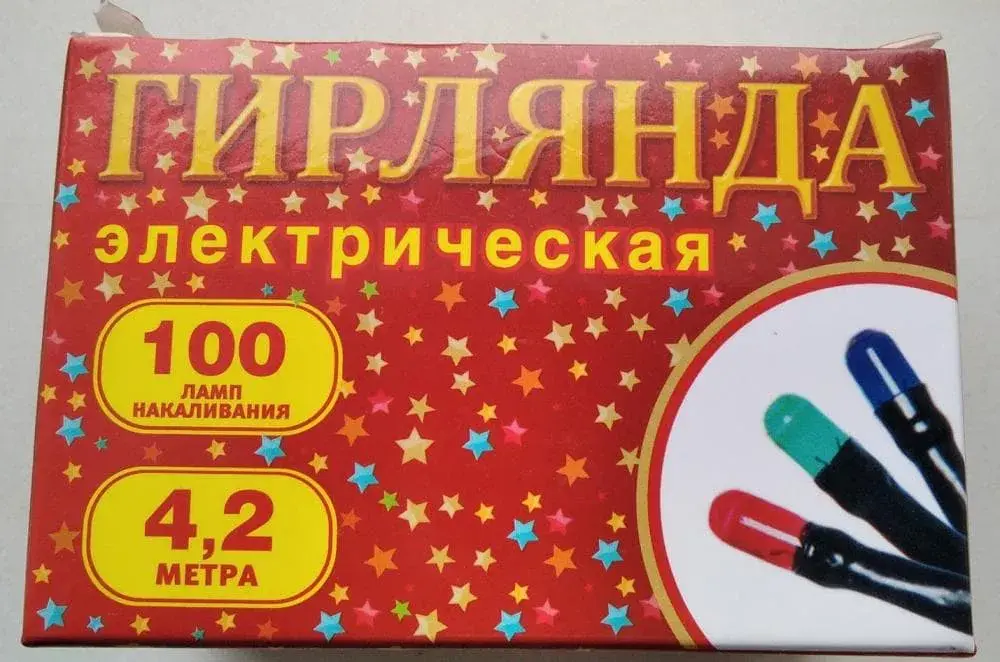 ГИРЛЯНДА
электрическая
100
ЛАМП
НАКАЛИВАНИЯ
4,2
МЕТРА